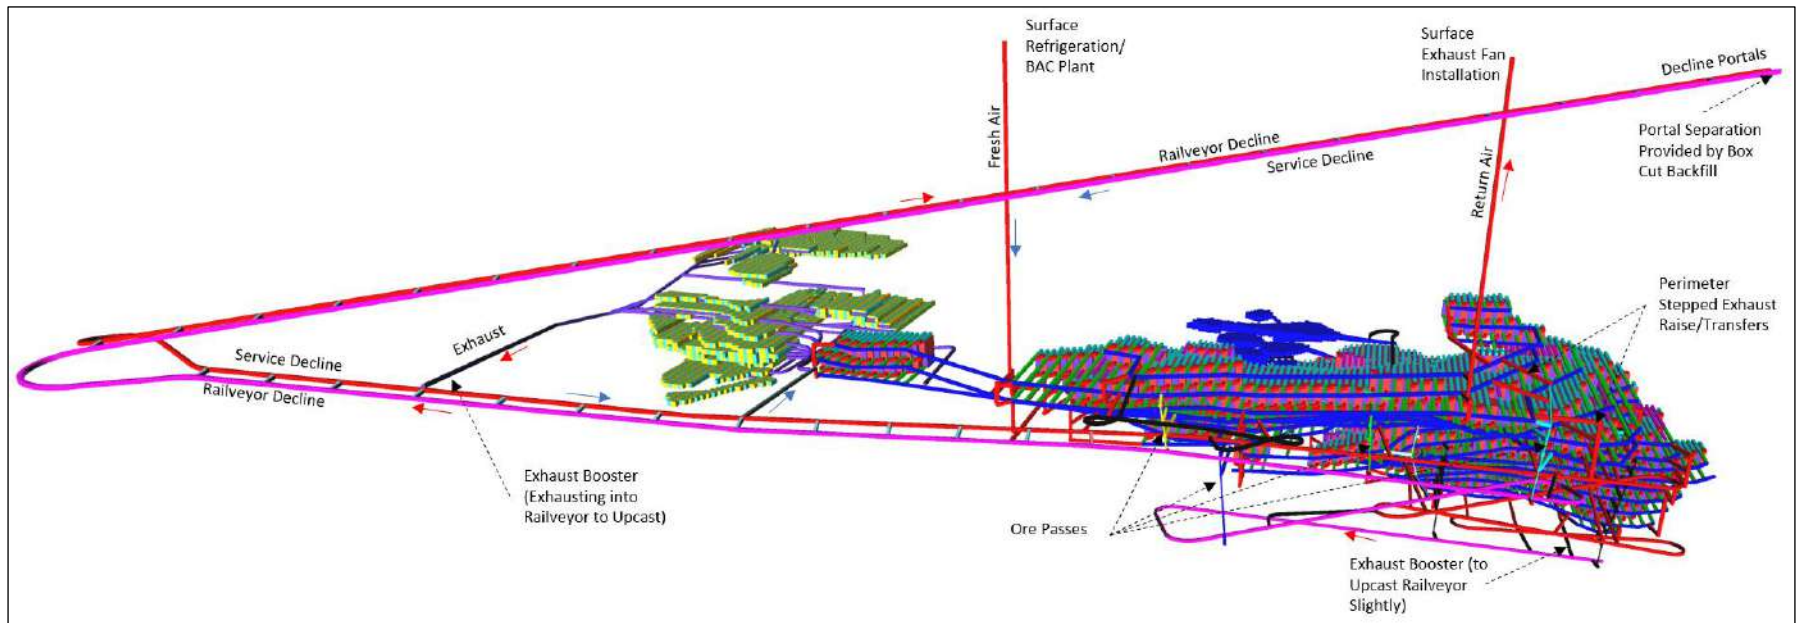 Surface
Refrigeration/
BAC Plant
Surface
Exhaust Fan
Installation
Decline Portals
Portal Separation
Provided by Box
Cut Backfill
Fresh Air
Railveyor Decline
Service Decline
Return Air
Perimeter
Stepped Exhaust
Raise/Transfers
Exhaust
Service Decline
Railveyor Decline
Exhaust Booster
(Exhausting into
Railveyor to Upcast)
Ore Passes
Exhaust Booster (to
Upcast Railveyor
Slightly)